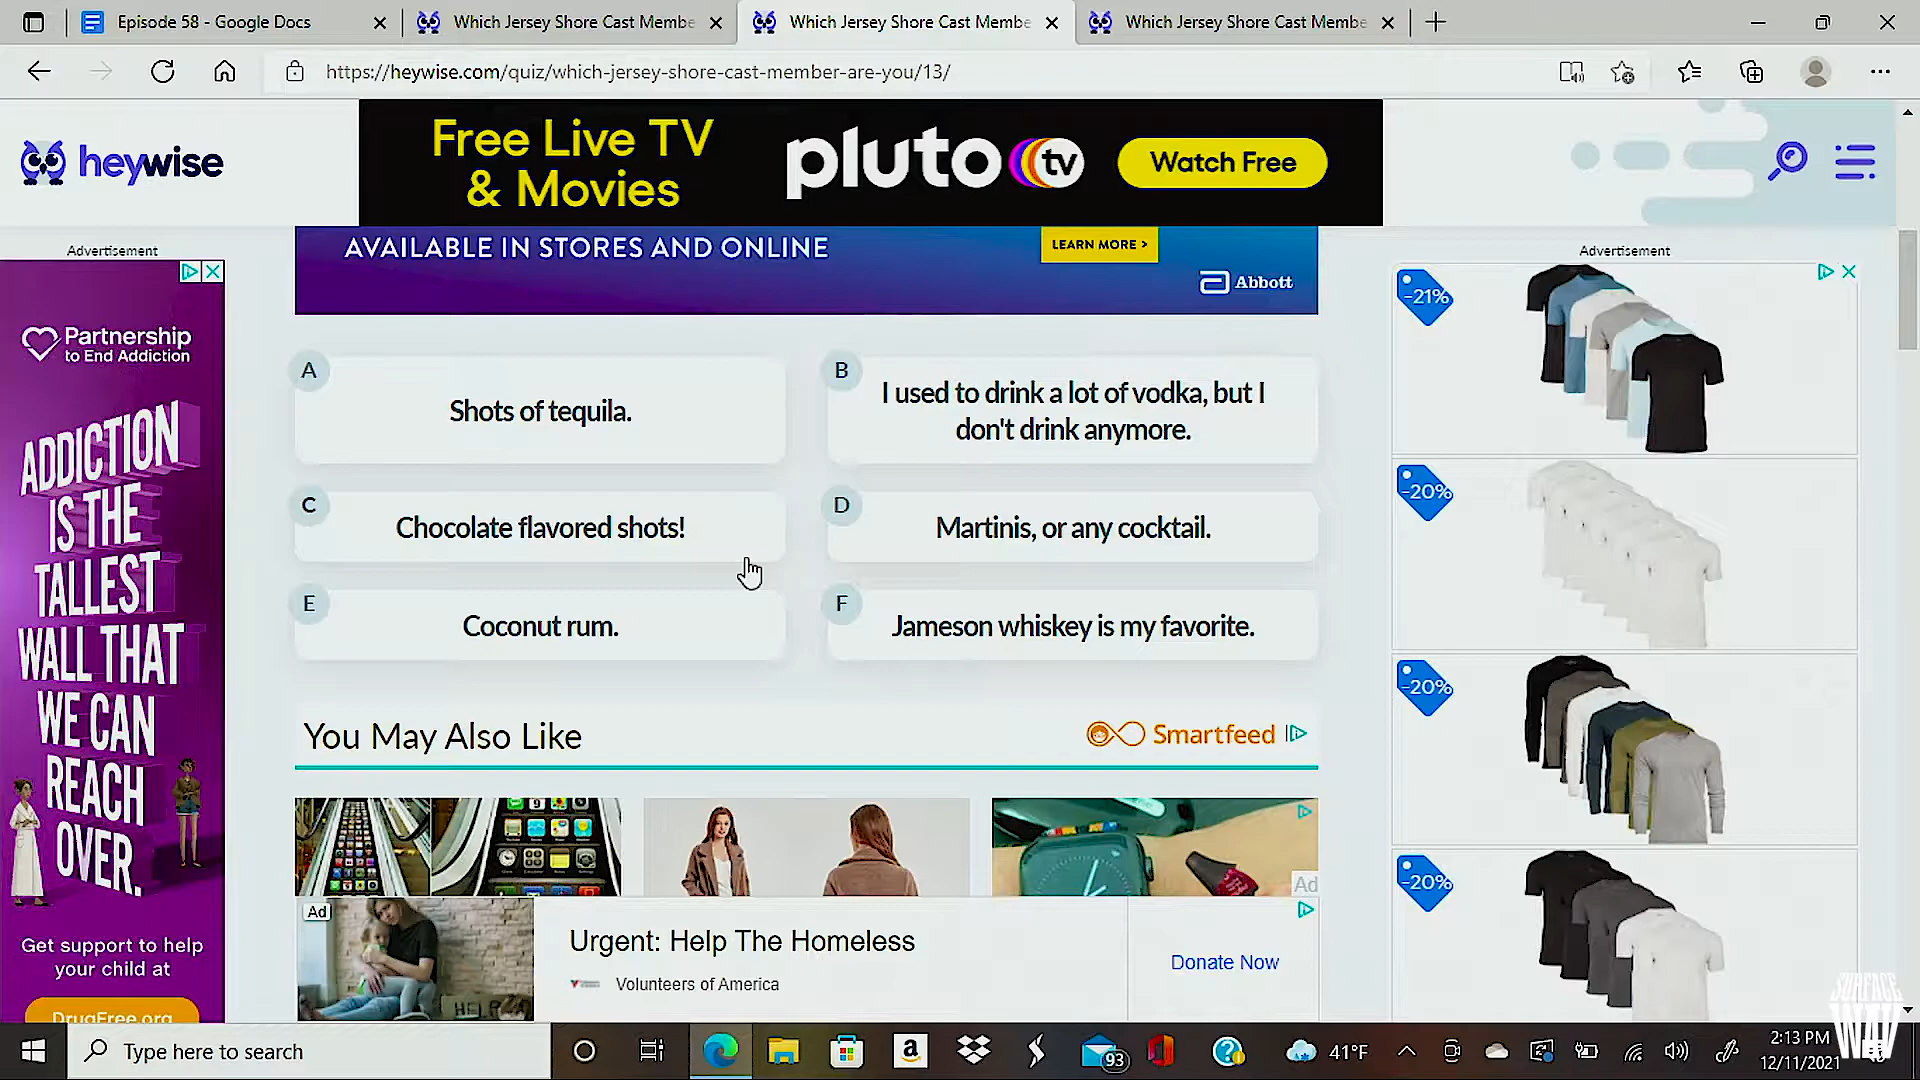 Episode 58 - Google Docs
Which Jersey Shore Cast Membe
Which Jersey Shore Cast Membe
Which Jersey Shore Cast Membe
https://heywise.com/quiz/which-jersey-shore-cast-member-are-you/13/
heywise
Free Live TV
& Movies
pluto tv
Watch Free
Advertisement
Partnership
to End Addiction
ADDICTION
IS THE
TALLEST
WALL THAT
WE CAN
REACH
OVER.
Get support to help
your child at
DrugFree.org
AVAILABLE IN STORES AND ONLINE
LEARN MORE >
Abbott
A
Shots of tequila.
B
I used to drink a lot of vodka, but I
don't drink anymore.
C
Chocolate flavored shots!
D
Martinis, or any cocktail.
E
Coconut rum.
F
Jameson whiskey is my favorite.
You May Also Like
Smartfeed
Ad
Ad
Urgent: Help The Homeless
Volunteers of America
Donate Now
HELP
Advertisement
-21%
-20%
-20%
-20%
SURFACE
WAV
Type here to search
a
93
41°F
2:13 PM
12/11/2021